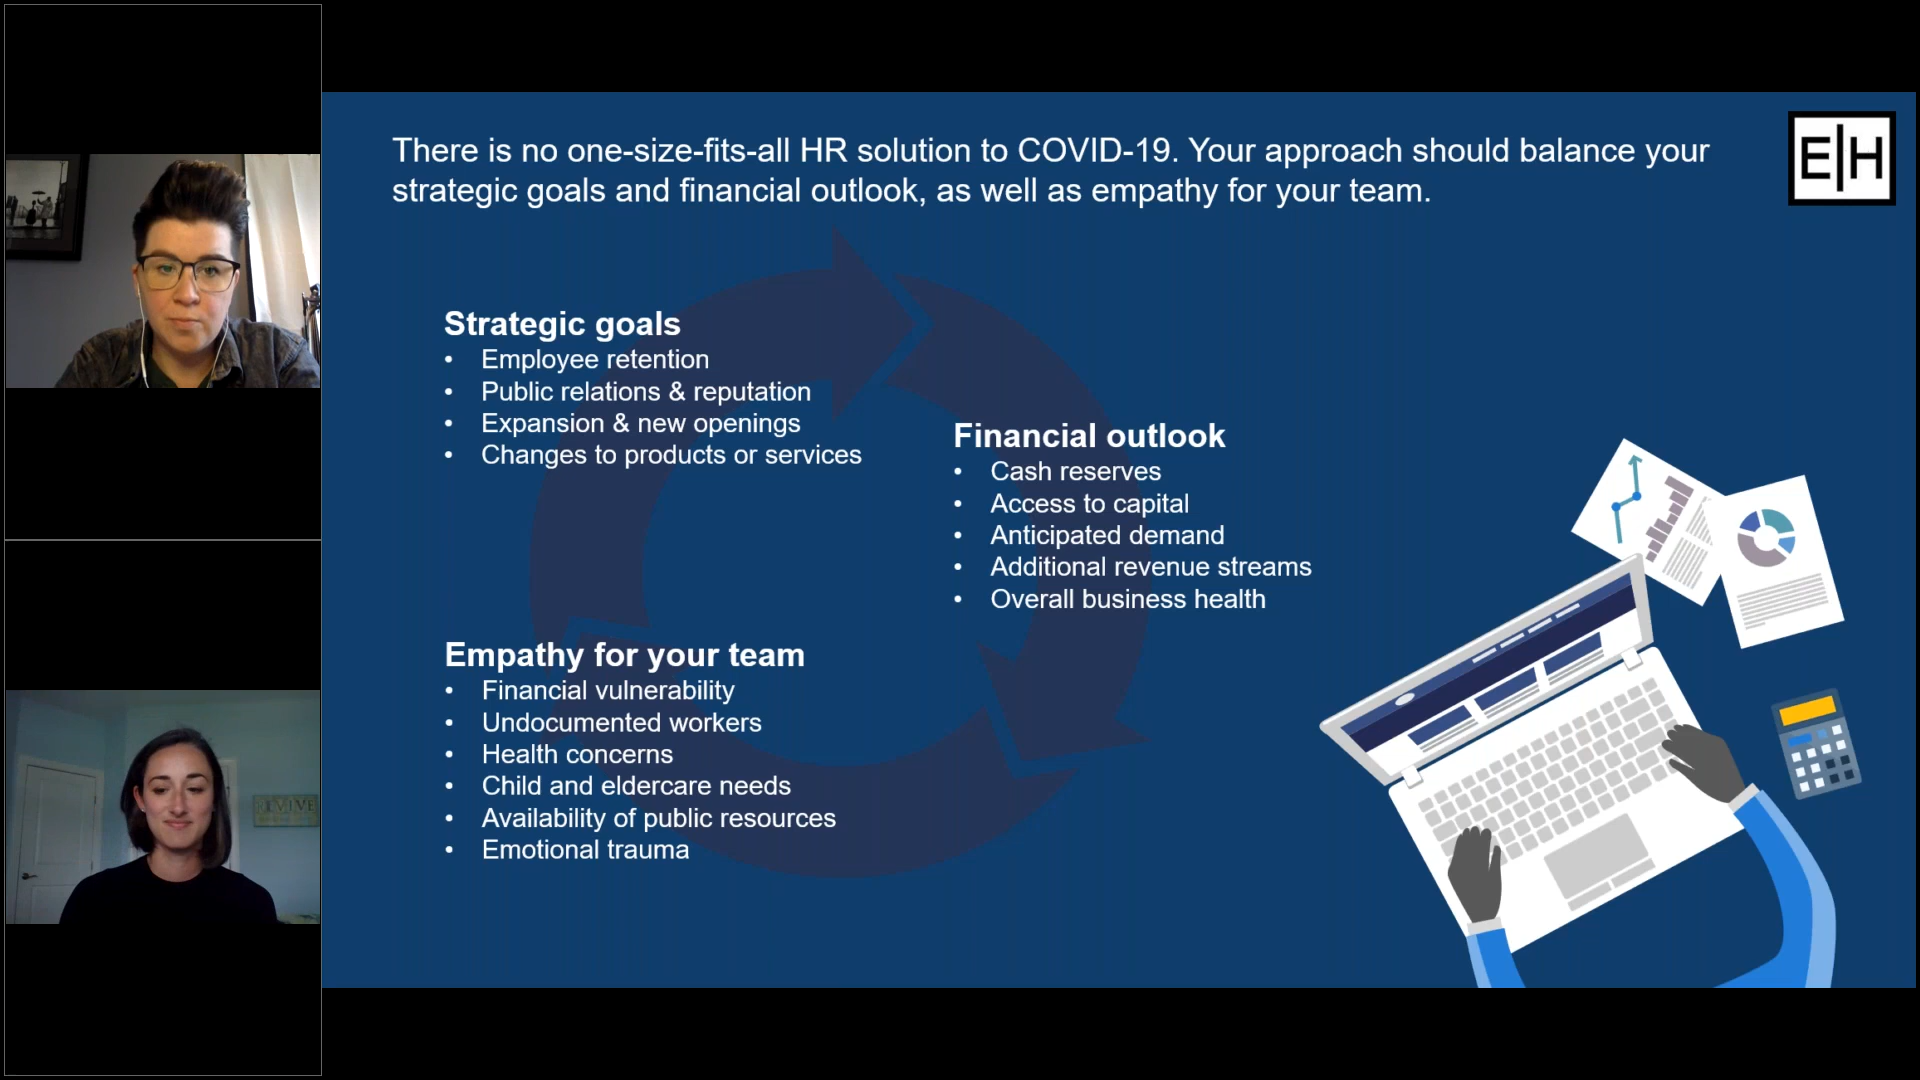 There is no one-size-fits-all HR solution to COVID-19. Your approach should balance your
strategic goals and financial outlook, as well as empathy for your team.
E|H
Strategic goals
• Employee retention
• Public relations & reputation
• Expansion & new openings
• Changes to products or services
Financial outlook
• Cash reserves
• Access to capital
• Anticipated demand
• Additional revenue streams
• Overall business health
Empathy for your team
• Financial vulnerability
• Undocumented workers
• Health concerns
• Child and eldercare needs
• Availability of public resources
• Emotional trauma